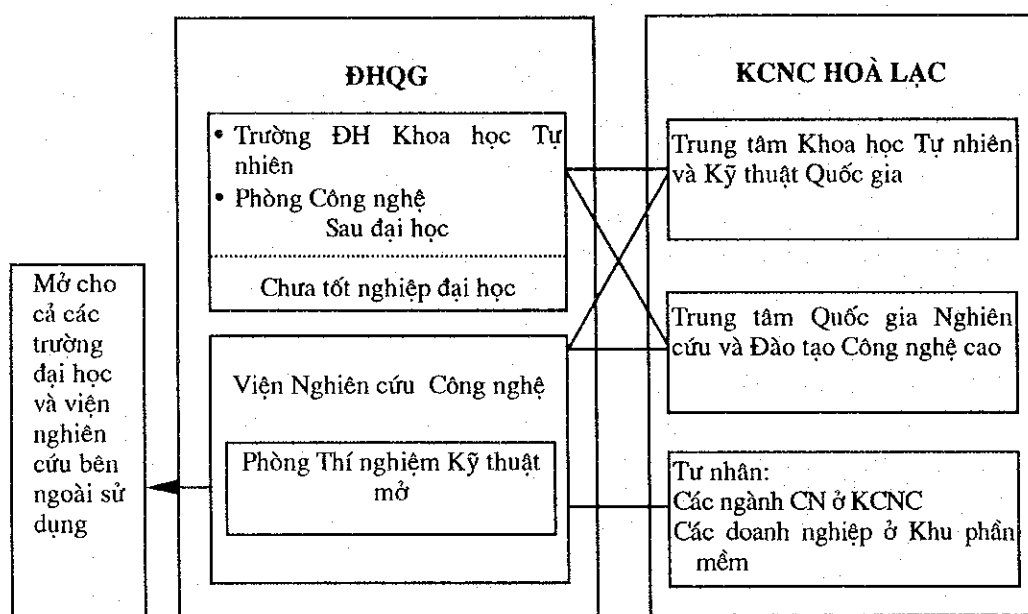 ĐHQG
• Trường ĐH Khoa học Tự
nhiên
• Phòng Công nghệ
Sau đại học
Chưa tốt nghiệp đại học
Viện Nghiên cứu Công nghệ
Phòng Thí nghiệm Kỹ thuật
mở
Mở cho
cả các
trường
đại học
và viện
nghiên
cứu bên
ngoài sử
dụng
KCNC HOÀ LẠC
Trung tâm Khoa học Tự nhiên
và Kỹ thuật Quốc gia
Trung tâm Quốc gia Nghiên
cứu và Đào tạo Công nghệ cao
Tư nhân:
Các ngành CN ở KCNC
Các doanh nghiệp ở Khu phần
mềm